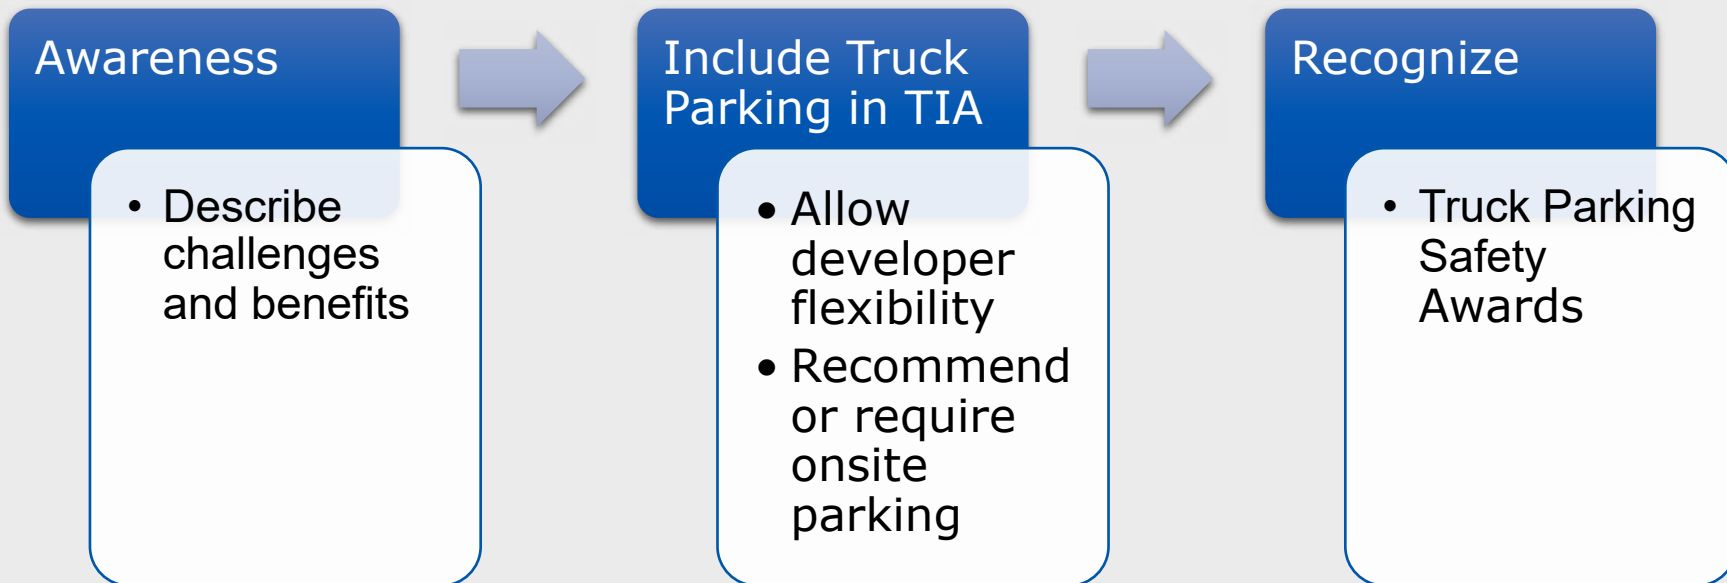 Awareness
• Describe
challenges
and benefits
Include Truck
Parking in TIA
• Allow
developer
flexibility
• Recommend
or require
onsite
parking
Recognize
• Truck Parking
Safety
Awards